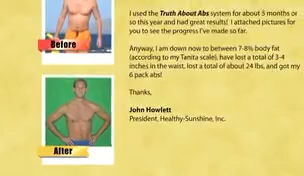 I used the Truth About Abs system for about 5 months or
so this year and had great results! I attached pictures for
you to see the progress I've made so far.
Before
Anyway, I am down now to between 7-8% body fat
(according to my Tanita scale), have lost a total of 3-4
inches in the waist, lost a total of about 24 lbs, and got my
6 pack abs!
Thanks,
John Howlett
President, Healthy-Sunshine, Inc.
After